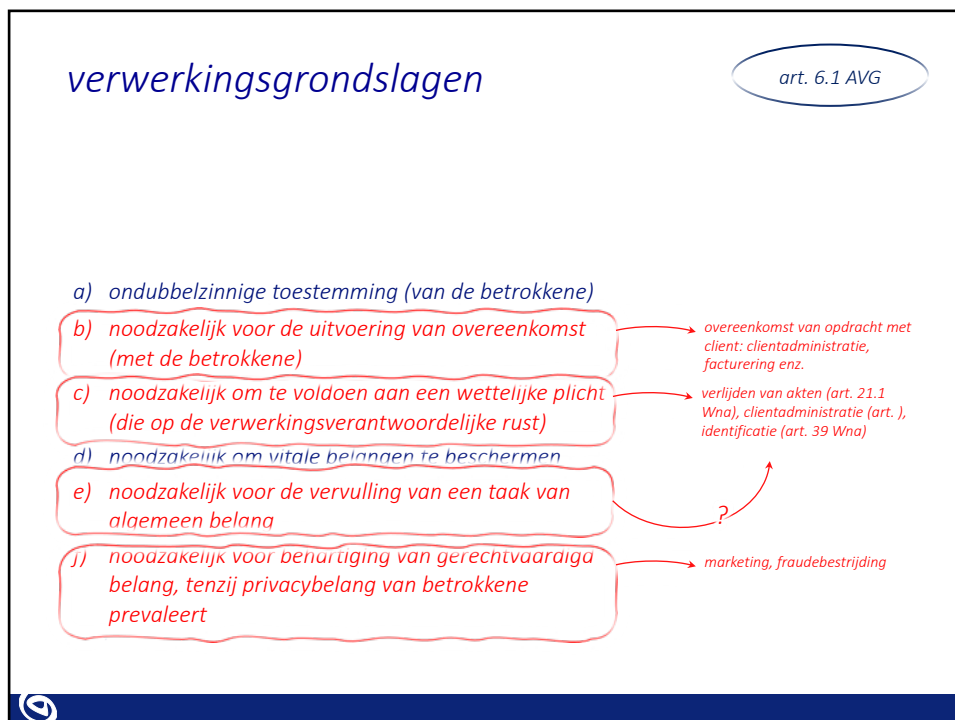 verwerkingsgrondslagen
art. 6.1 AVG
a) ondubbelzinnige toestemming (van de betrokkene)
b) noodzakelijk voor de uitvoering van overeenkomst
(met de betrokkene)
overeenkomst van opdracht met
client: clientadministratie,
facturering enz.
c) noodzakelijk om te voldoen aan een wettelijke plicht
(die op de verwerkingsverantwoordelijke rust)
verlijden van akten (art. 21.1
Wna), clientadministratie (art. ),
identificatie (art. 39 Wna)
d) noodzakelijk om vitale belangen te beschermen
e) noodzakelijk voor de vervulling van een taak van
algemeen belang
?
f) noodzakelijk voor behartiging van gerechtvaardigd
belang, tenzij privacybelang van betrokkene
prevaleert
marketing, fraudebestrijding